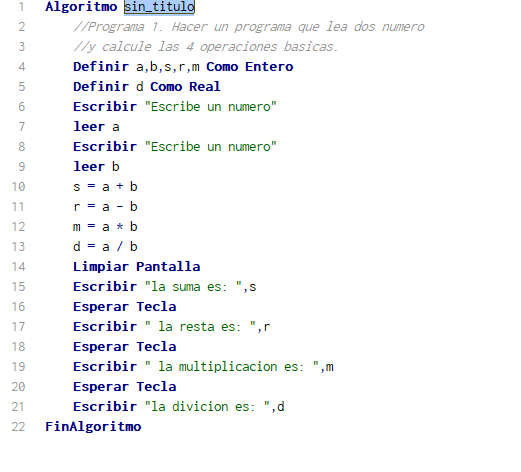 1 Algoritmo sin_titulo
2 //Programa 1. Hacer un programa que lea dos numero
3 //y calcule las 4 operaciones basicas.
4 Definir a,b,s,r,m Como Entero
5 Definir d Como Real
6 Escribir "Escribe un numero"
7 leer a
8 Escribir "Escribe un numero"
9 leer b
10 s = a + b
11 r = a - b
12 m = a * b
13 d = a / b
14 Limpiar Pantalla
15 Escribir "la suma es: ",s
16 Esperar Tecla
17 Escribir " la resta es: ",r
18 Esperar Tecla
19 Escribir " la multiplicacion es: ",m
20 Esperar Tecla
21 Escribir "la divicion es: ",d
22 FinAlgoritmo